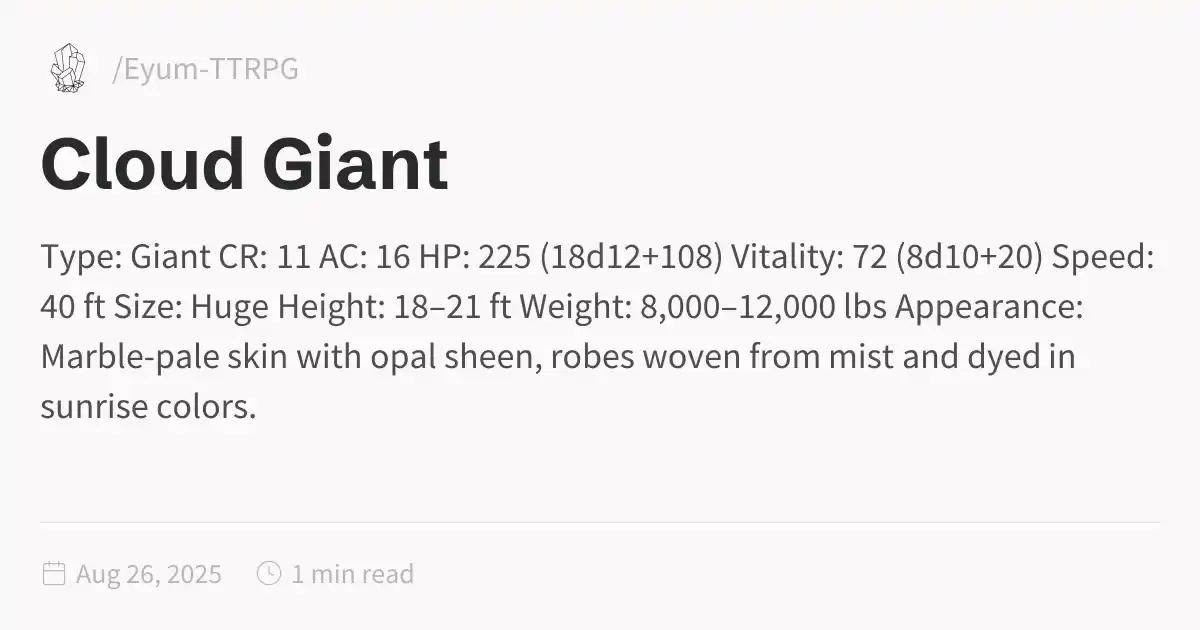 /Eyum-TTRPG
Cloud Giant
Type: Giant CR: 11 AC: 16 HP: 225 (18d12+108) Vitality: 72 (8d10+20) Speed:
40 ft Size: Huge Height: 18–21 ft Weight: 8,000–12,000 lbs Appearance:
Marble-pale skin with opal sheen, robes woven from mist and dyed in
sunrise colors.
Aug 26, 2025 1 min read